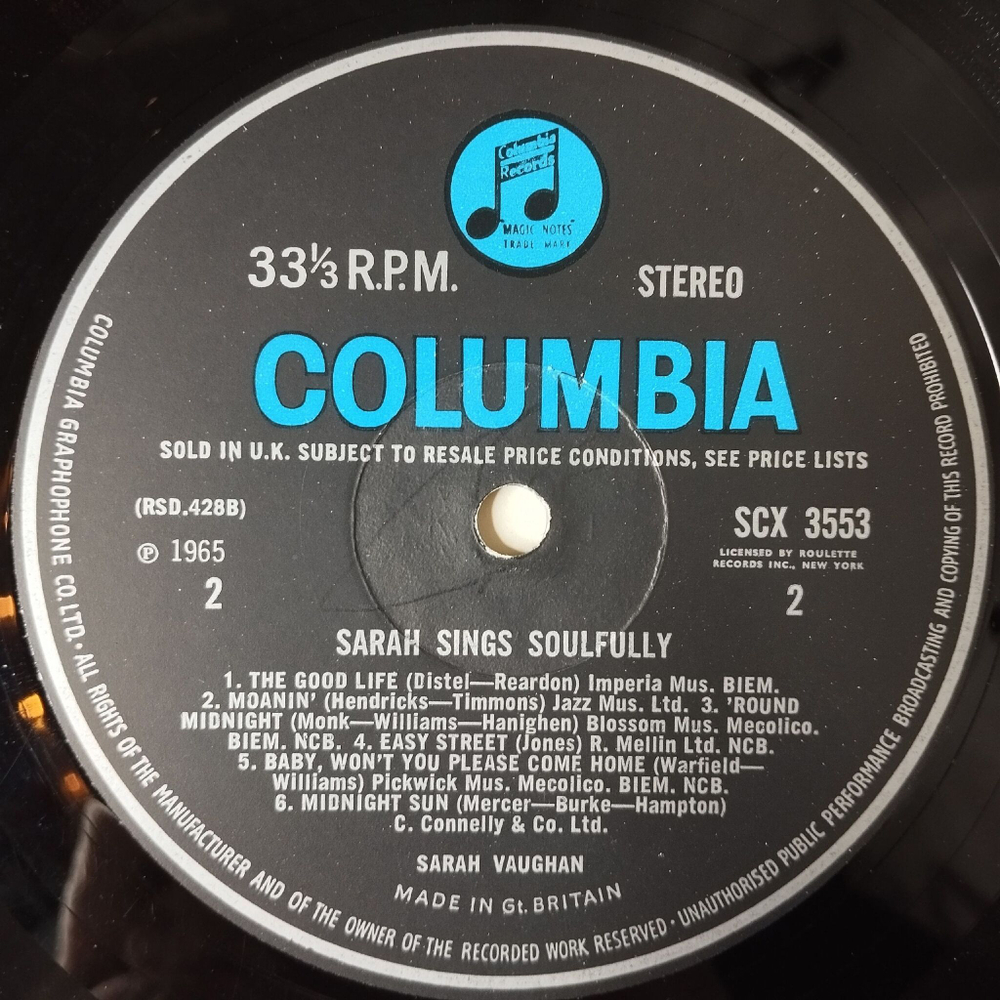 Columbia
Records
"MAGIC NOTES"
TRADE MARK
33⅓ R.P.M.
STEREO
COLUMBIA
SOLD IN U.K. SUBJECT TO RESALE PRICE CONDITIONS, SEE PRICE LISTS
(RSD.428B)
SCX 3553
℗ 1965
LICENSED BY ROULETTE
RECORDS INC., NEW YORK
2
2
SARAH SINGS SOULFULLY
1. THE GOOD LIFE (Distel—Reardon) Imperia Mus. BIEM.
2. MOANIN' (Hendricks—Timmons) Jazz Mus. Ltd. 3. 'ROUND
MIDNIGHT (Monk—Williams—Hanighen) Blossom Mus. Mecolico.
BIEM. NCB. 4. EASY STREET (Jones) R. Mellin Ltd. NCB.
5. BABY, WON'T YOU PLEASE COME HOME (Warfield—
Williams) Pickwick Mus. Mecolico. BIEM. NCB.
6. MIDNIGHT SUN (Mercer—Burke—Hampton)
C. Connelly & Co. Ltd.
SARAH VAUGHAN
MADE IN Gt. BRITAIN
COLUMBIA GRAPHOPHONE CO. LTD. • ALL RIGHTS OF THE MANUFACTURER AND OF THE OWNER OF THE RECORDED WORK RESERVED • UNAUTHORISED PUBLIC PERFORMANCE BROADCASTING AND COPYING OF THIS RECORD PROHIBITED